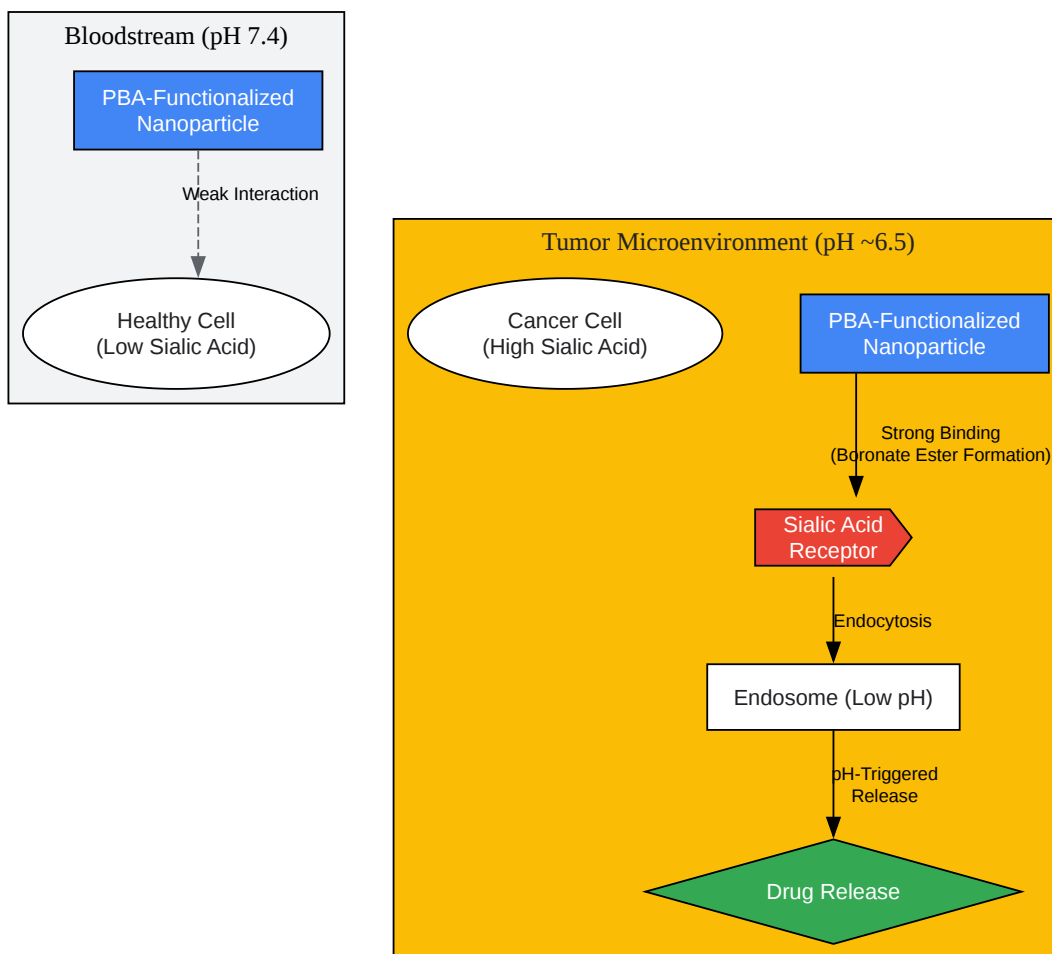 Bloodstream (pH 7.4)
PBA-Functionalized
Nanoparticle
Weak Interaction
Healthy Cell
(Low Sialic Acid)
Tumor Microenvironment (pH ~6.5)
Cancer Cell
(High Sialic Acid)
PBA-Functionalized
Nanoparticle
Strong Binding
(Boronate Ester Formation)
Sialic Acid
Receptor
Endocytosis
Endosome (Low pH)
pH-Triggered
Release
Drug Release